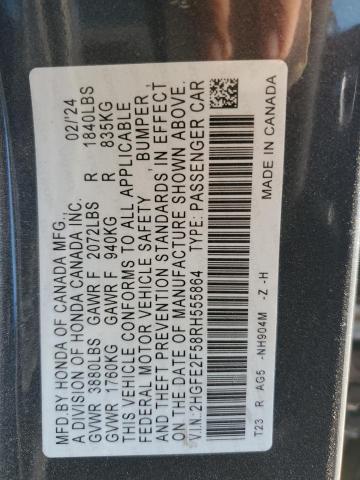 MFD.BY HONDA OF CANADA MFG., 02/'24
A DIVISION OF HONDA CANADA INC.
GVWR 3880LBS GAWR F 2072LBS R 1840LBS
GVWR 1760KG GAWR F 940KG R 835KG
THIS VEHICLE CONFORMS TO ALL APPLICABLE
FEDERAL MOTOR VEHICLE SAFETY, BUMPER,
AND THEFT PREVENTION STANDARDS IN EFFECT
ON THE DATE OF MANUFACTURE SHOWN ABOVE.
V.I.N:2HGFE2F58RH555864 TYPE:PASSENGER CAR
T23 R AG5 -NH904M -Z -H MADE IN CANADA